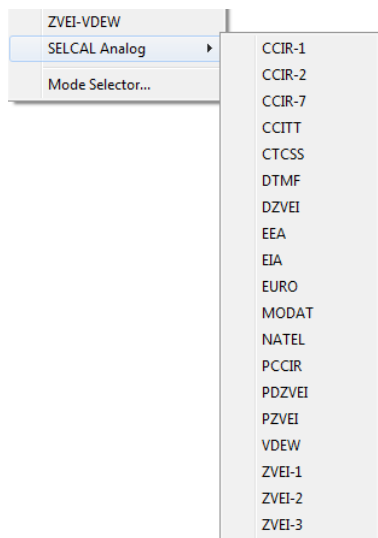 ZVEI-VDEW
SELCAL Analog
Mode Selector...
CCIR-1
CCIR-2
CCIR-7
CCITT
CTCSS
DTMF
DZVEI
EEA
EIA
EURO
MODAT
NATEL
PCCIR
PDZVEI
PZVEI
VDEW
ZVEI-1
ZVEI-2
ZVEI-3